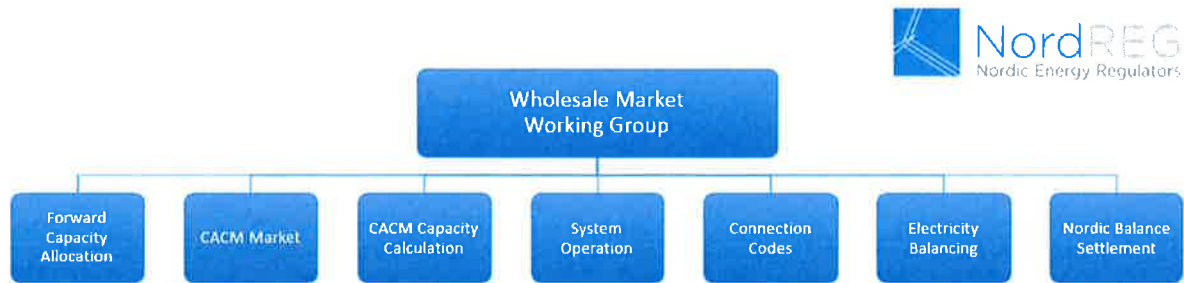 NordREG
Nordic Energy Regulators
Wholesale Market
Working Group
Forward
Capacity
Allocation
CACM Market
CACM Capacity
Calculation
System
Operation
Connection
Codes
Electricity
Balancing
Nordic Balance
Settlement